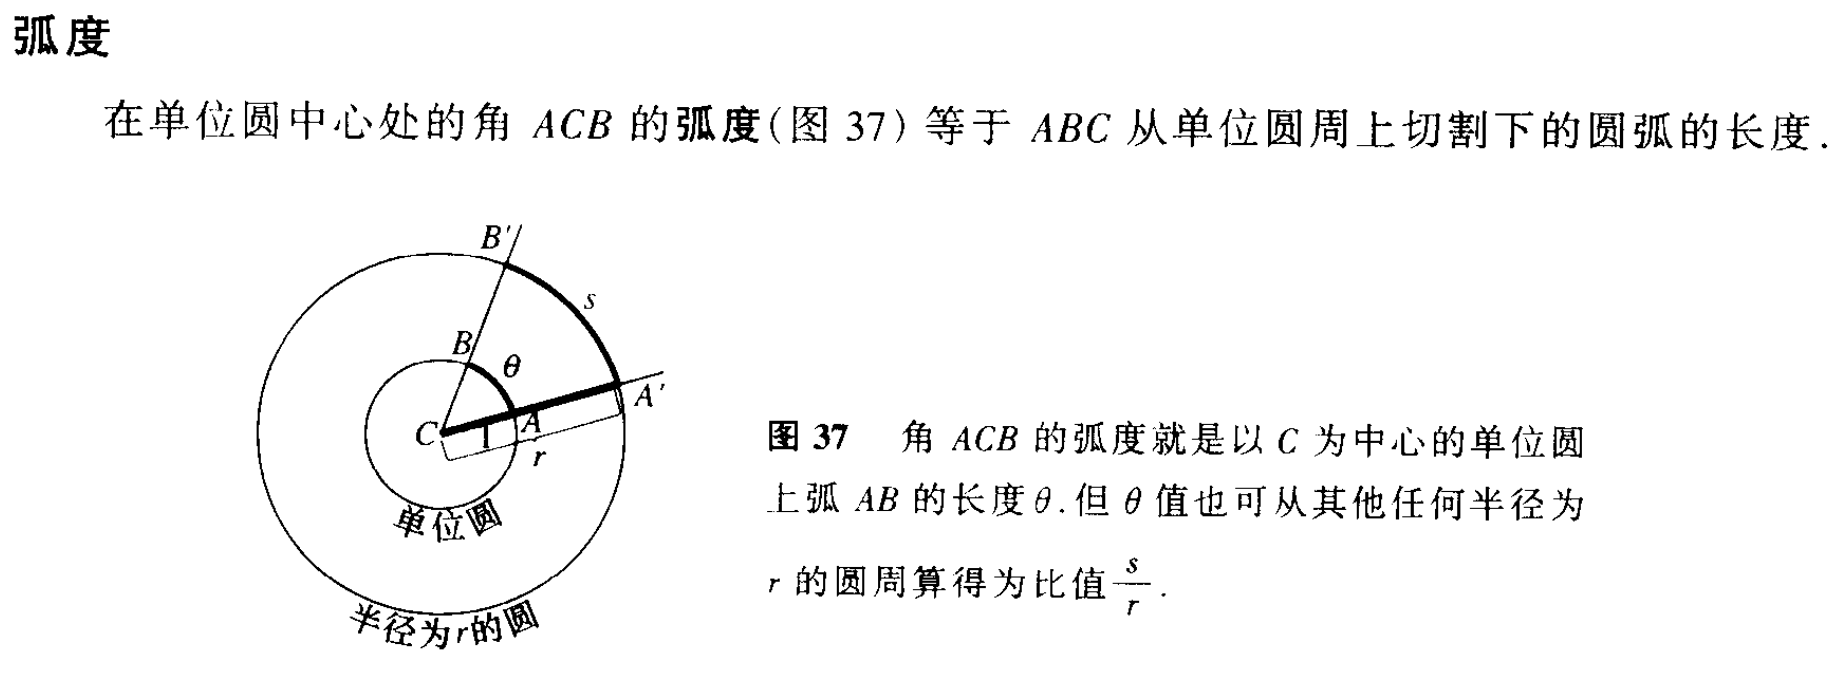 弧度
在单位圆中心处的角 ACB 的弧度(图 37) 等于 ABC 从单位圆周上切割下的圆弧的长度.
B'
s
B
θ
A'
C
1
A
r
单位圆
半径为r的圆
图 37 角 ACB 的弧度就是以 C 为中心的单位圆
上弧 AB 的长度θ.但 θ 值也可从其他任何半径为
r 的圆周算得为比值 s/r .